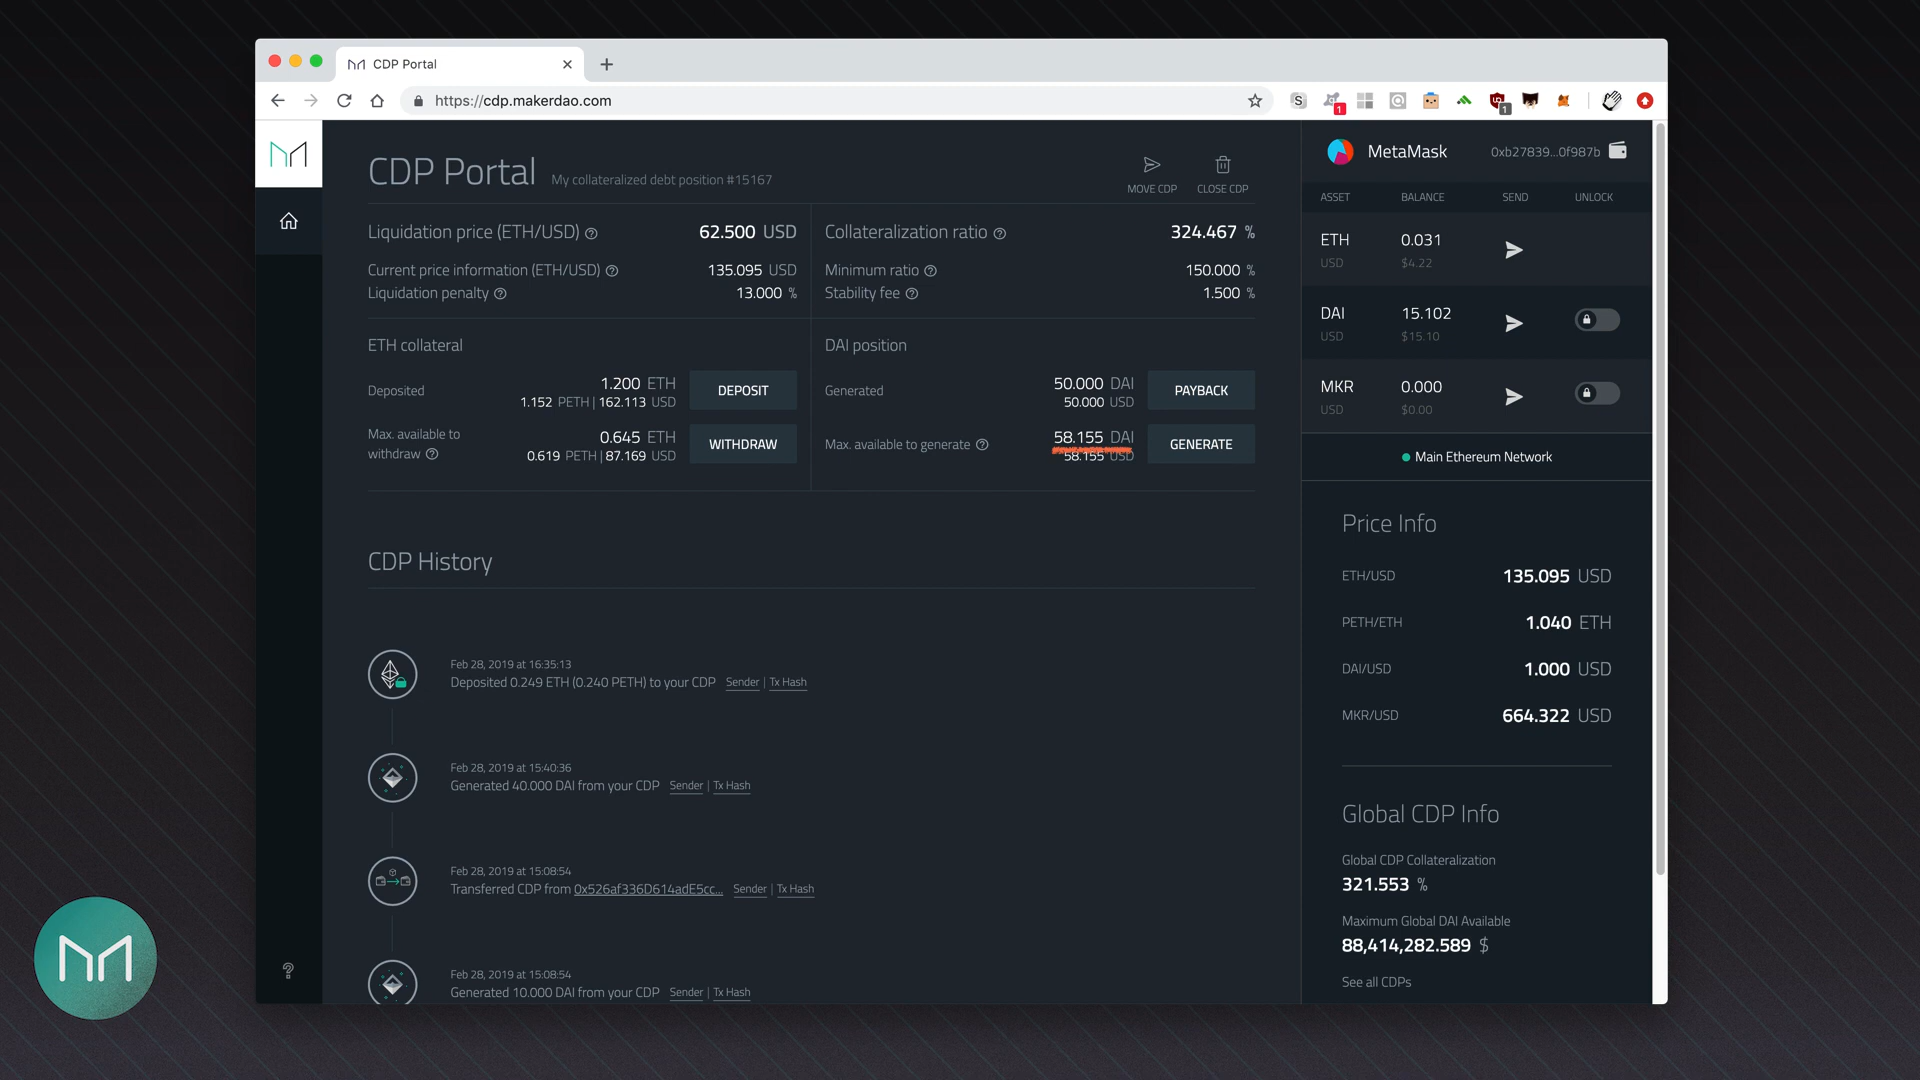 CDP Portal
https://cdp.makerdao.com
S
1
1
CDP Portal My collateralized debt position #15167
MOVE CDP CLOSE CDP
Liquidation price (ETH/USD) ? 62.500 USD
Current price information (ETH/USD) ? 135.095 USD
Liquidation penalty ? 13.000 %
Collateralization ratio ? 324.467 %
Minimum ratio ? 150.000 %
Stability fee ? 1.500 %
ETH collateral
Deposited 1.200 ETH
1.152 PETH | 162.113 USD
DEPOSIT
Max. available to
withdraw ? 0.645 ETH
0.619 PETH | 87.169 USD
WITHDRAW
DAI position
Generated 50.000 DAI
50.000 USD
PAYBACK
Max. available to generate ? 58.155 DAI
58.155 USD
GENERATE
CDP History
Feb 28, 2019 at 16:35:13
Deposited 0.249 ETH (0.240 PETH) to your CDP Sender | Tx Hash
Feb 28, 2019 at 15:40:36
Generated 40.000 DAI from your CDP Sender | Tx Hash
Feb 28, 2019 at 15:08:54
Transferred CDP from 0x526af336D614adE5cc... Sender | Tx Hash
Feb 28, 2019 at 15:08:54
Generated 10.000 DAI from your CDP Sender | Tx Hash
?
MetaMask 0xb27839...0f987b
ASSET BALANCE SEND UNLOCK
ETH 0.031
USD $4.22
DAI 15.102
USD $15.10
MKR 0.000
USD $0.00
Main Ethereum Network
Price Info
ETH/USD 135.095 USD
PETH/ETH 1.040 ETH
DAI/USD 1.000 USD
MKR/USD 664.322 USD
Global CDP Info
Global CDP Collateralization
321.553 %
Maximum Global DAI Available
88,414,282.589 $
See all CDPs